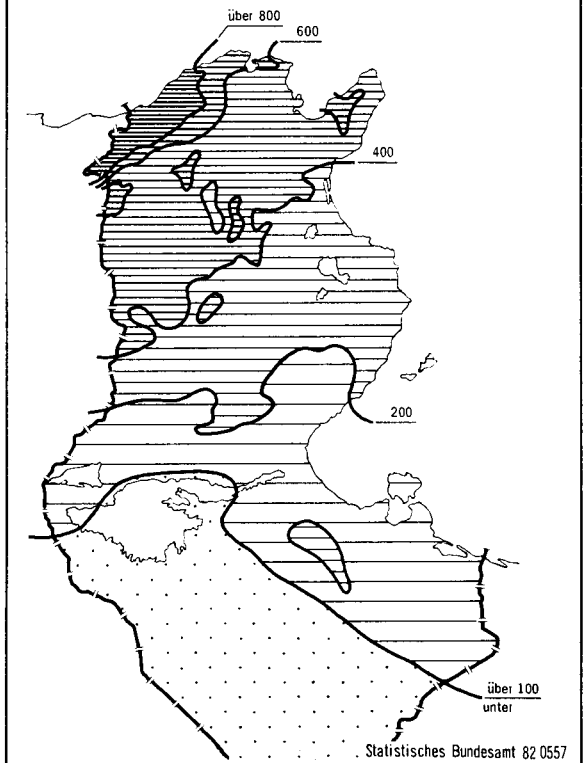 über 800
600
400
200
über 100
unter
Statistisches Bundesamt 82 0557